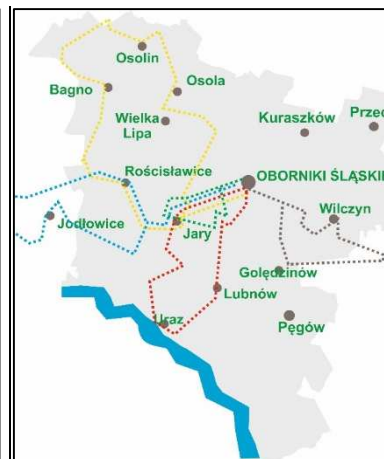 Osolin
Osola
Bagno
Wielka
Lipa
Kuraszków
Przec
Rościsławice
OBORNIKI ŚLĄSKIE
Wilczyn
Jodłowice
Jary
Golędzinów
Lubnów
Uraz
Pęgów